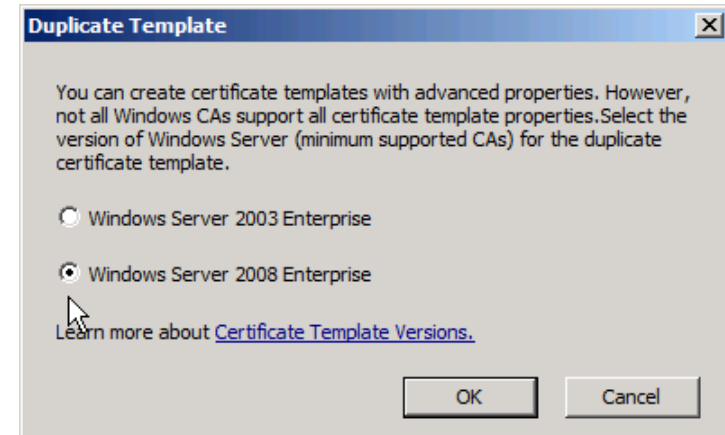 Duplicate Template
You can create certificate templates with advanced properties. However,
not all Windows CAs support all certificate template properties.Select the
version of Windows Server (minimum supported CAs) for the duplicate
certificate template.
Windows Server 2003 Enterprise
Windows Server 2008 Enterprise
Learn more about Certificate Template Versions.
OK
Cancel